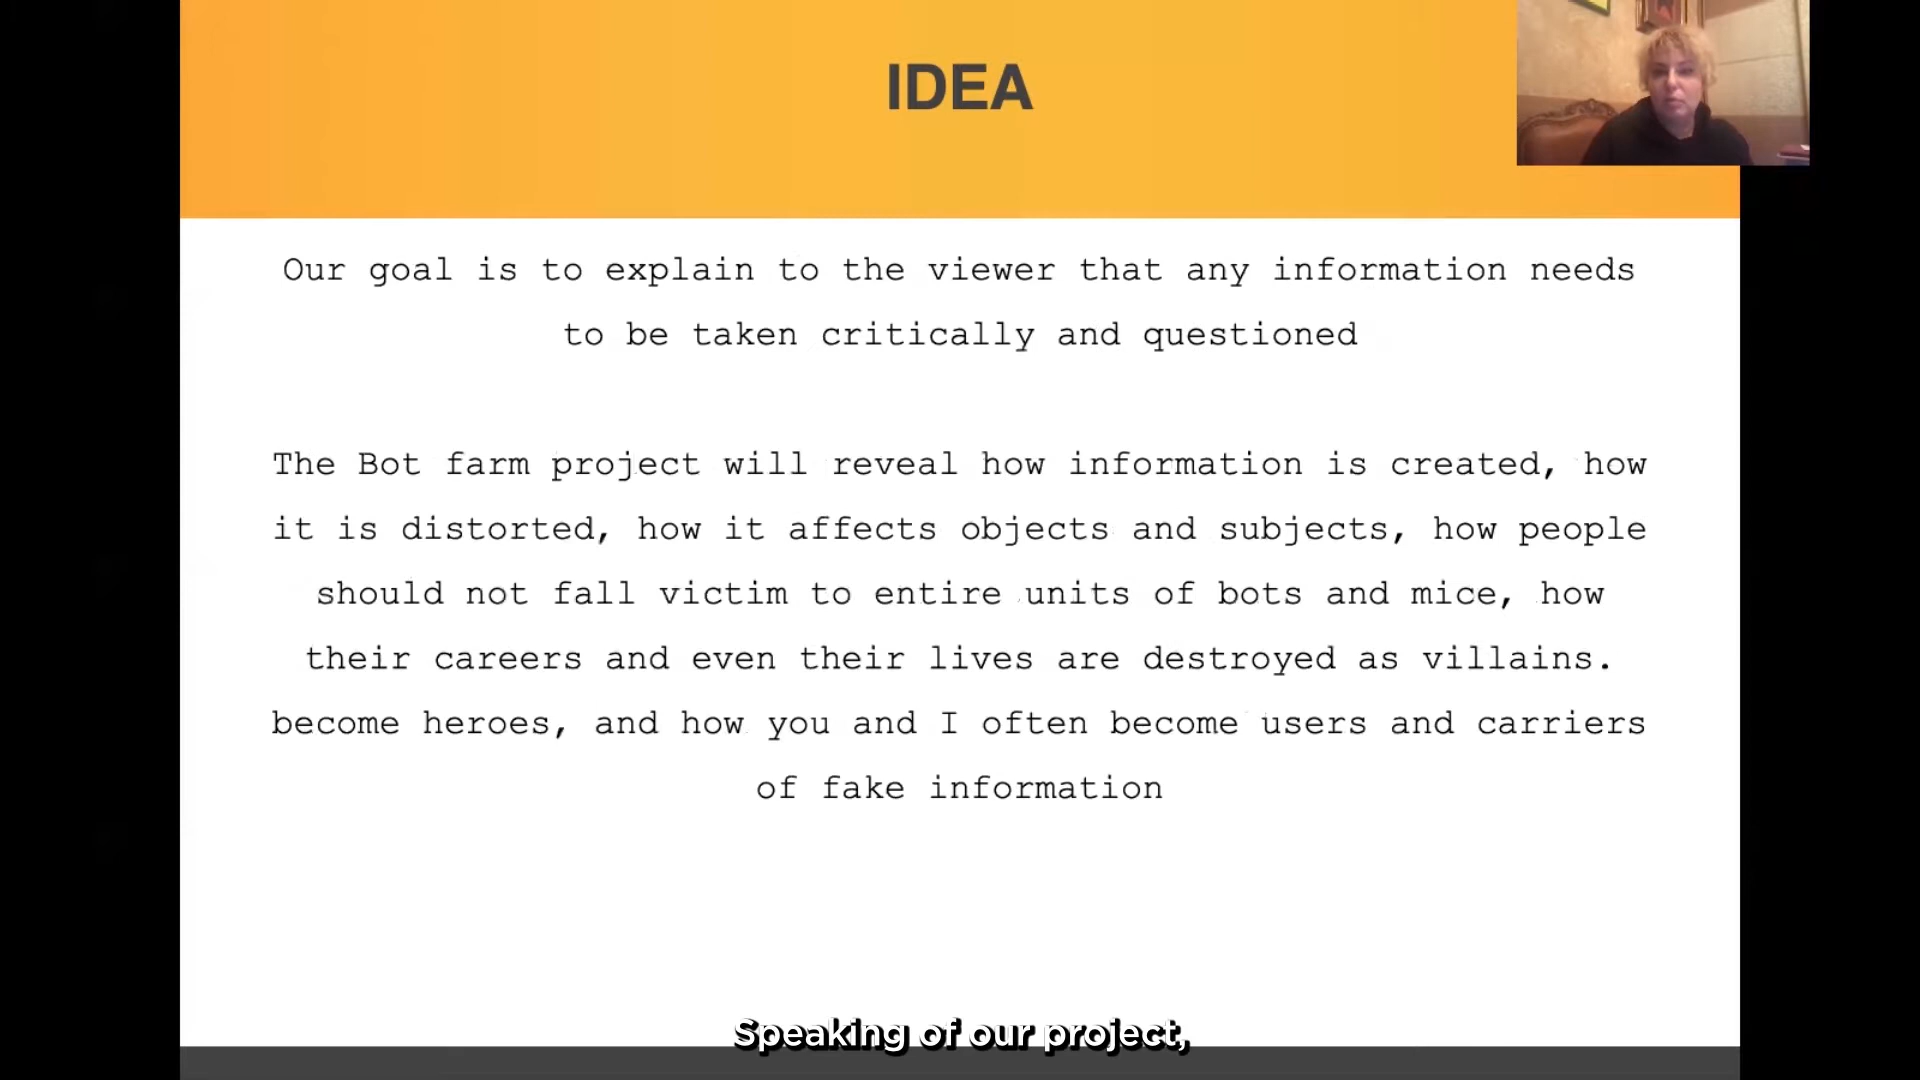 IDEA
Our goal is to explain to the viewer that any information needs
to be taken critically and questioned
The Bot farm project will reveal how information is created, how
it is distorted, how it affects objects and subjects, how people
should not fall victim to entire units of bots and mice, how
their careers and even their lives are destroyed as villains.
become heroes, and how you and I often become users and carriers
of fake information
Speaking of our project,